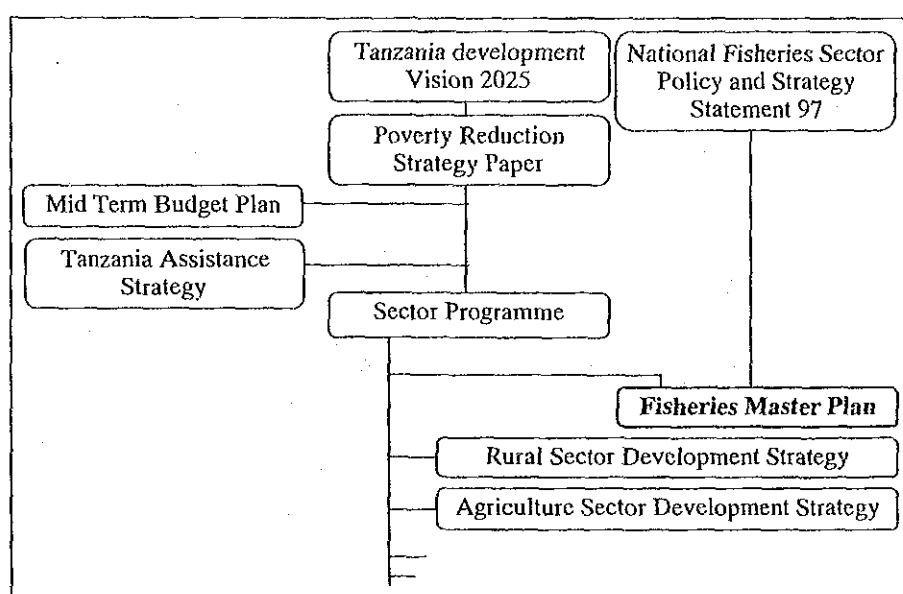 Tanzania development
Vision 2025
National Fisheries Sector
Policy and Strategy
Statement 97
Poverty Reduction
Strategy Paper
Mid Term Budget Plan
Tanzania Assistance
Strategy
Sector Programme
Fisheries Master Plan
Rural Sector Development Strategy
Agriculture Sector Development Strategy